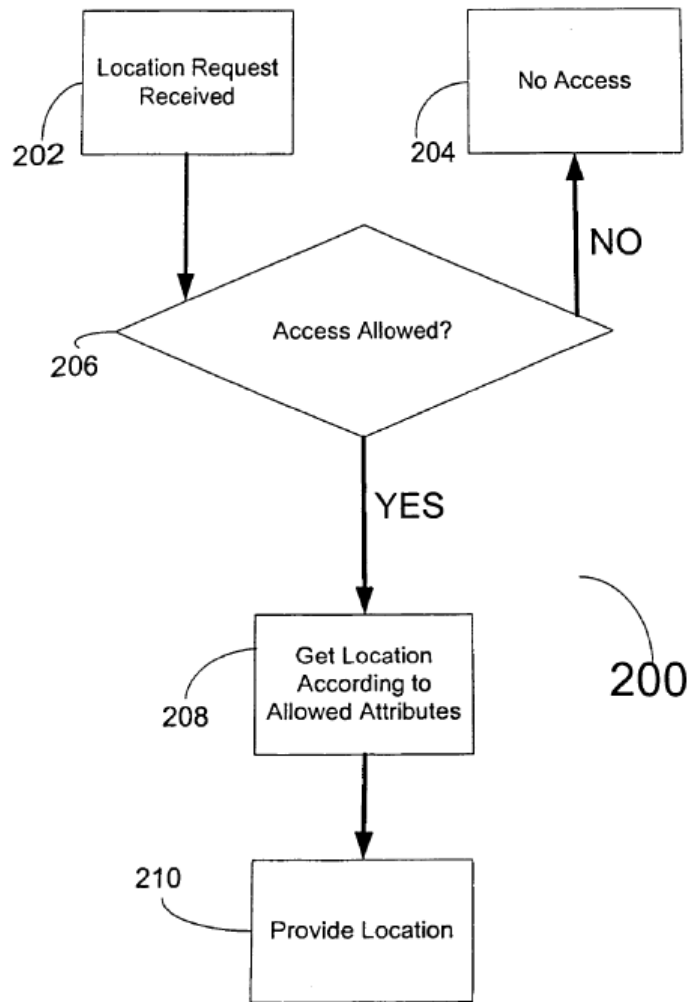 Location Request
Received
202
No Access
204
NO
Access Allowed?
206
YES
Get Location
According to
Allowed Attributes
208
200
210
Provide Location